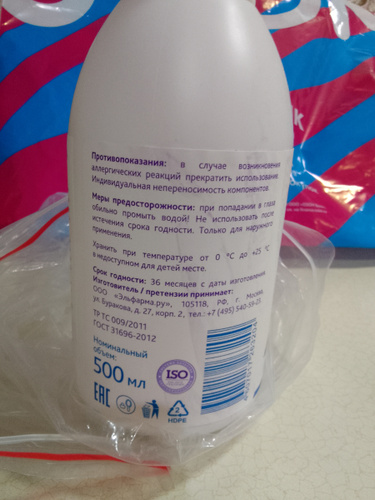 Противопоказания: в случае возникновения
аллергических реакций прекратить использование.
Индивидуальная непереносимость компонентов.
Меры предосторожности: при попадании в глаза
обильно промыть водой! Не использовать после
истечения срока годности. Только для наружного
применения.
Хранить при температуре от 0 °С до +25 °С
в недоступном для детей месте.
Срок годности: 36 месяцев с даты изготовления.
Изготовитель / претензии принимает:
ООО «Эльфарма.ру», 105118, РФ, г. Москва,
ул. Буракова, д. 27, корп. 2, тел.: +7 (495) 540-59-03
ТР ТС 009/2011
ГОСТ 31696-2012
Номинальный
объем:
500 мл
ISO
EAC
2
HDPE